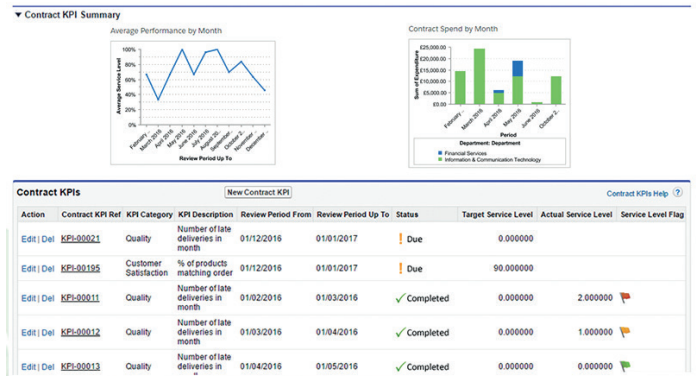 ▼ Contract KPI Summary
Average Performance by Month
100%
80%
60%
40%
20%
0%
Average Service Level
February...
March 2016
April 2016
May 2016
June 2016
July 2016
August 20...
September...
October 2...
November...
December...
Review Period Up To
Contract Spend by Month
£25,000.00
£20,000.00
£15,000.00
£10,000.00
£5,000.00
£0.00
Sum of Expenditure
February...
March 2016
April 2016
May 2016
June 2016
October 2...
Period
Department: Department
Financial Services
Information & Communication Technology
Contract KPIs
New Contract KPI
Contract KPIs Help ?
Action Contract KPI Ref KPI Category KPI Description Review Period From Review Period Up To Status Target Service Level Actual Service Level Service Level Flag
Edit | Del KPI-00021 Quality Number of late deliveries in month 01/12/2016 01/01/2017 ! Due 0.000000
Edit | Del KPI-00195 Customer Satisfaction % of products matching order 01/12/2016 01/01/2017 ! Due 90.000000
Edit | Del KPI-00011 Quality Number of late deliveries in month 01/02/2016 01/03/2016 ✓ Completed 0.000000 2.000000
Edit | Del KPI-00012 Quality Number of late deliveries in month 01/03/2016 01/04/2016 ✓ Completed 0.000000 1.000000
Edit | Del KPI-00013 Quality Number of late deliveries in 01/04/2016 01/05/2016 ✓ Completed 0.000000 0.000000